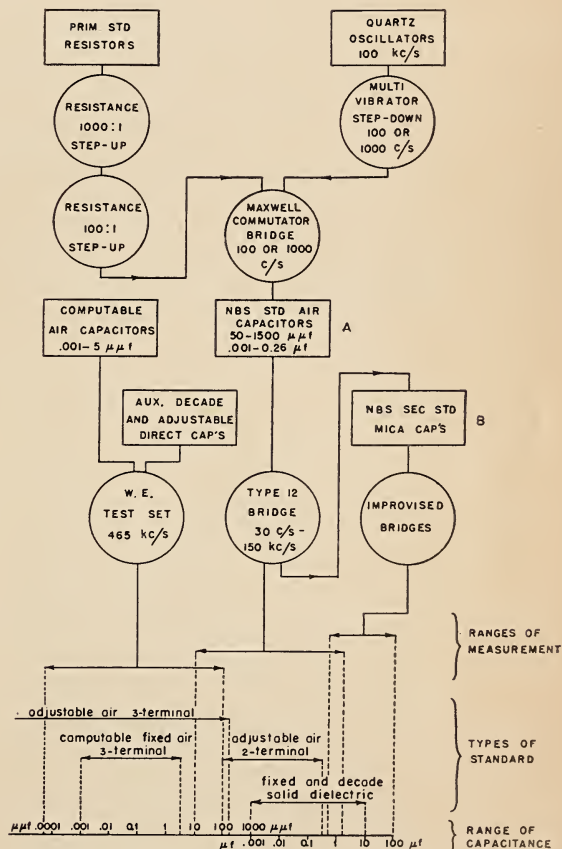 PRIM STD
RESISTORS
QUARTZ
OSCILLATORS
100 KC/S
RESISTANCE
1000:1
STEP-UP
MULTI
VIBRATOR
STEP-DOWN
100 OR
1000 C/S
RESISTANCE
100:1
STEP-UP
MAXWELL
COMMUTATOR
BRIDGE
100 OR 1000
C/S
COMPUTABLE
AIR CAPACITORS
.001-5 μμf
NBS STD AIR
CAPACITORS
50-1500 μμf
.001-0.26 μf
A
AUX. DECADE
AND ADJUSTABLE
DIRECT CAP'S
NBS SEC STD
MICA CAP'S
B
W. E.
TEST SET
465 KC/S
TYPE 12
BRIDGE
30 C/S-
150 KC/S
IMPROVISED
BRIDGES
RANGES OF
MEASUREMENT
adjustable air 3-terminal
computable fixed air
3-terminal
adjustable air
2-terminal
fixed and decade
solid dielectric
TYPES OF
STANDARD
μμf .0001 .001 .01 0.1 1 10 100 1000 μμf
μf .001 .01 0.1 1 10 100 μf
RANGE OF
CAPACITANCE